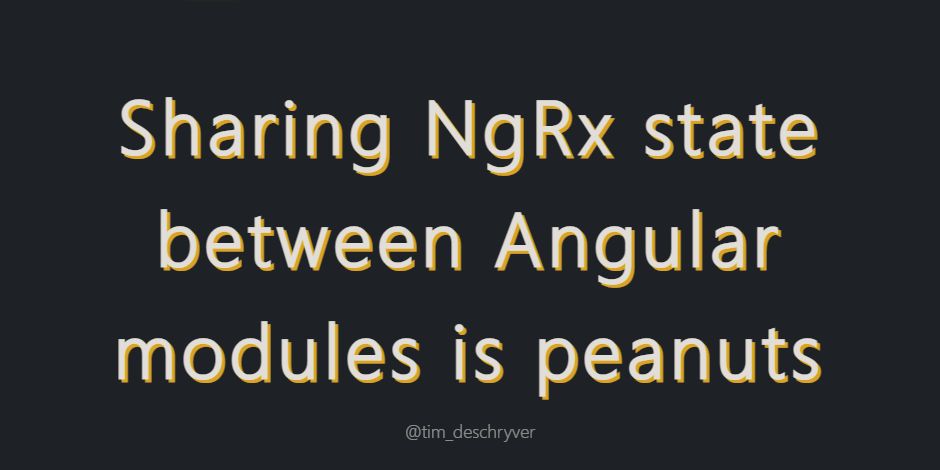 Sharing NgRx state
between Angular
modules is peanuts
@tim_deschryver